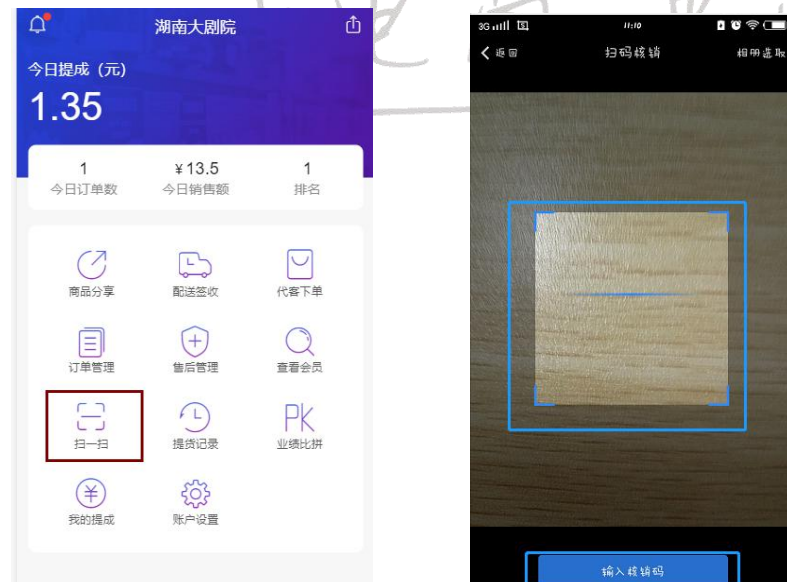 湖南大剧院
今日提成（元）
1.35
1
¥13.5
1
今日订单数
今日销售额
排名
商品分享
配送签收
代客下单
订单管理
售后管理
查看会员
扫一扫
提货记录
PK
业绩比拼
我的提成
账户设置
3G
11:10
返回
扫码核销
相册选取
输入核销码